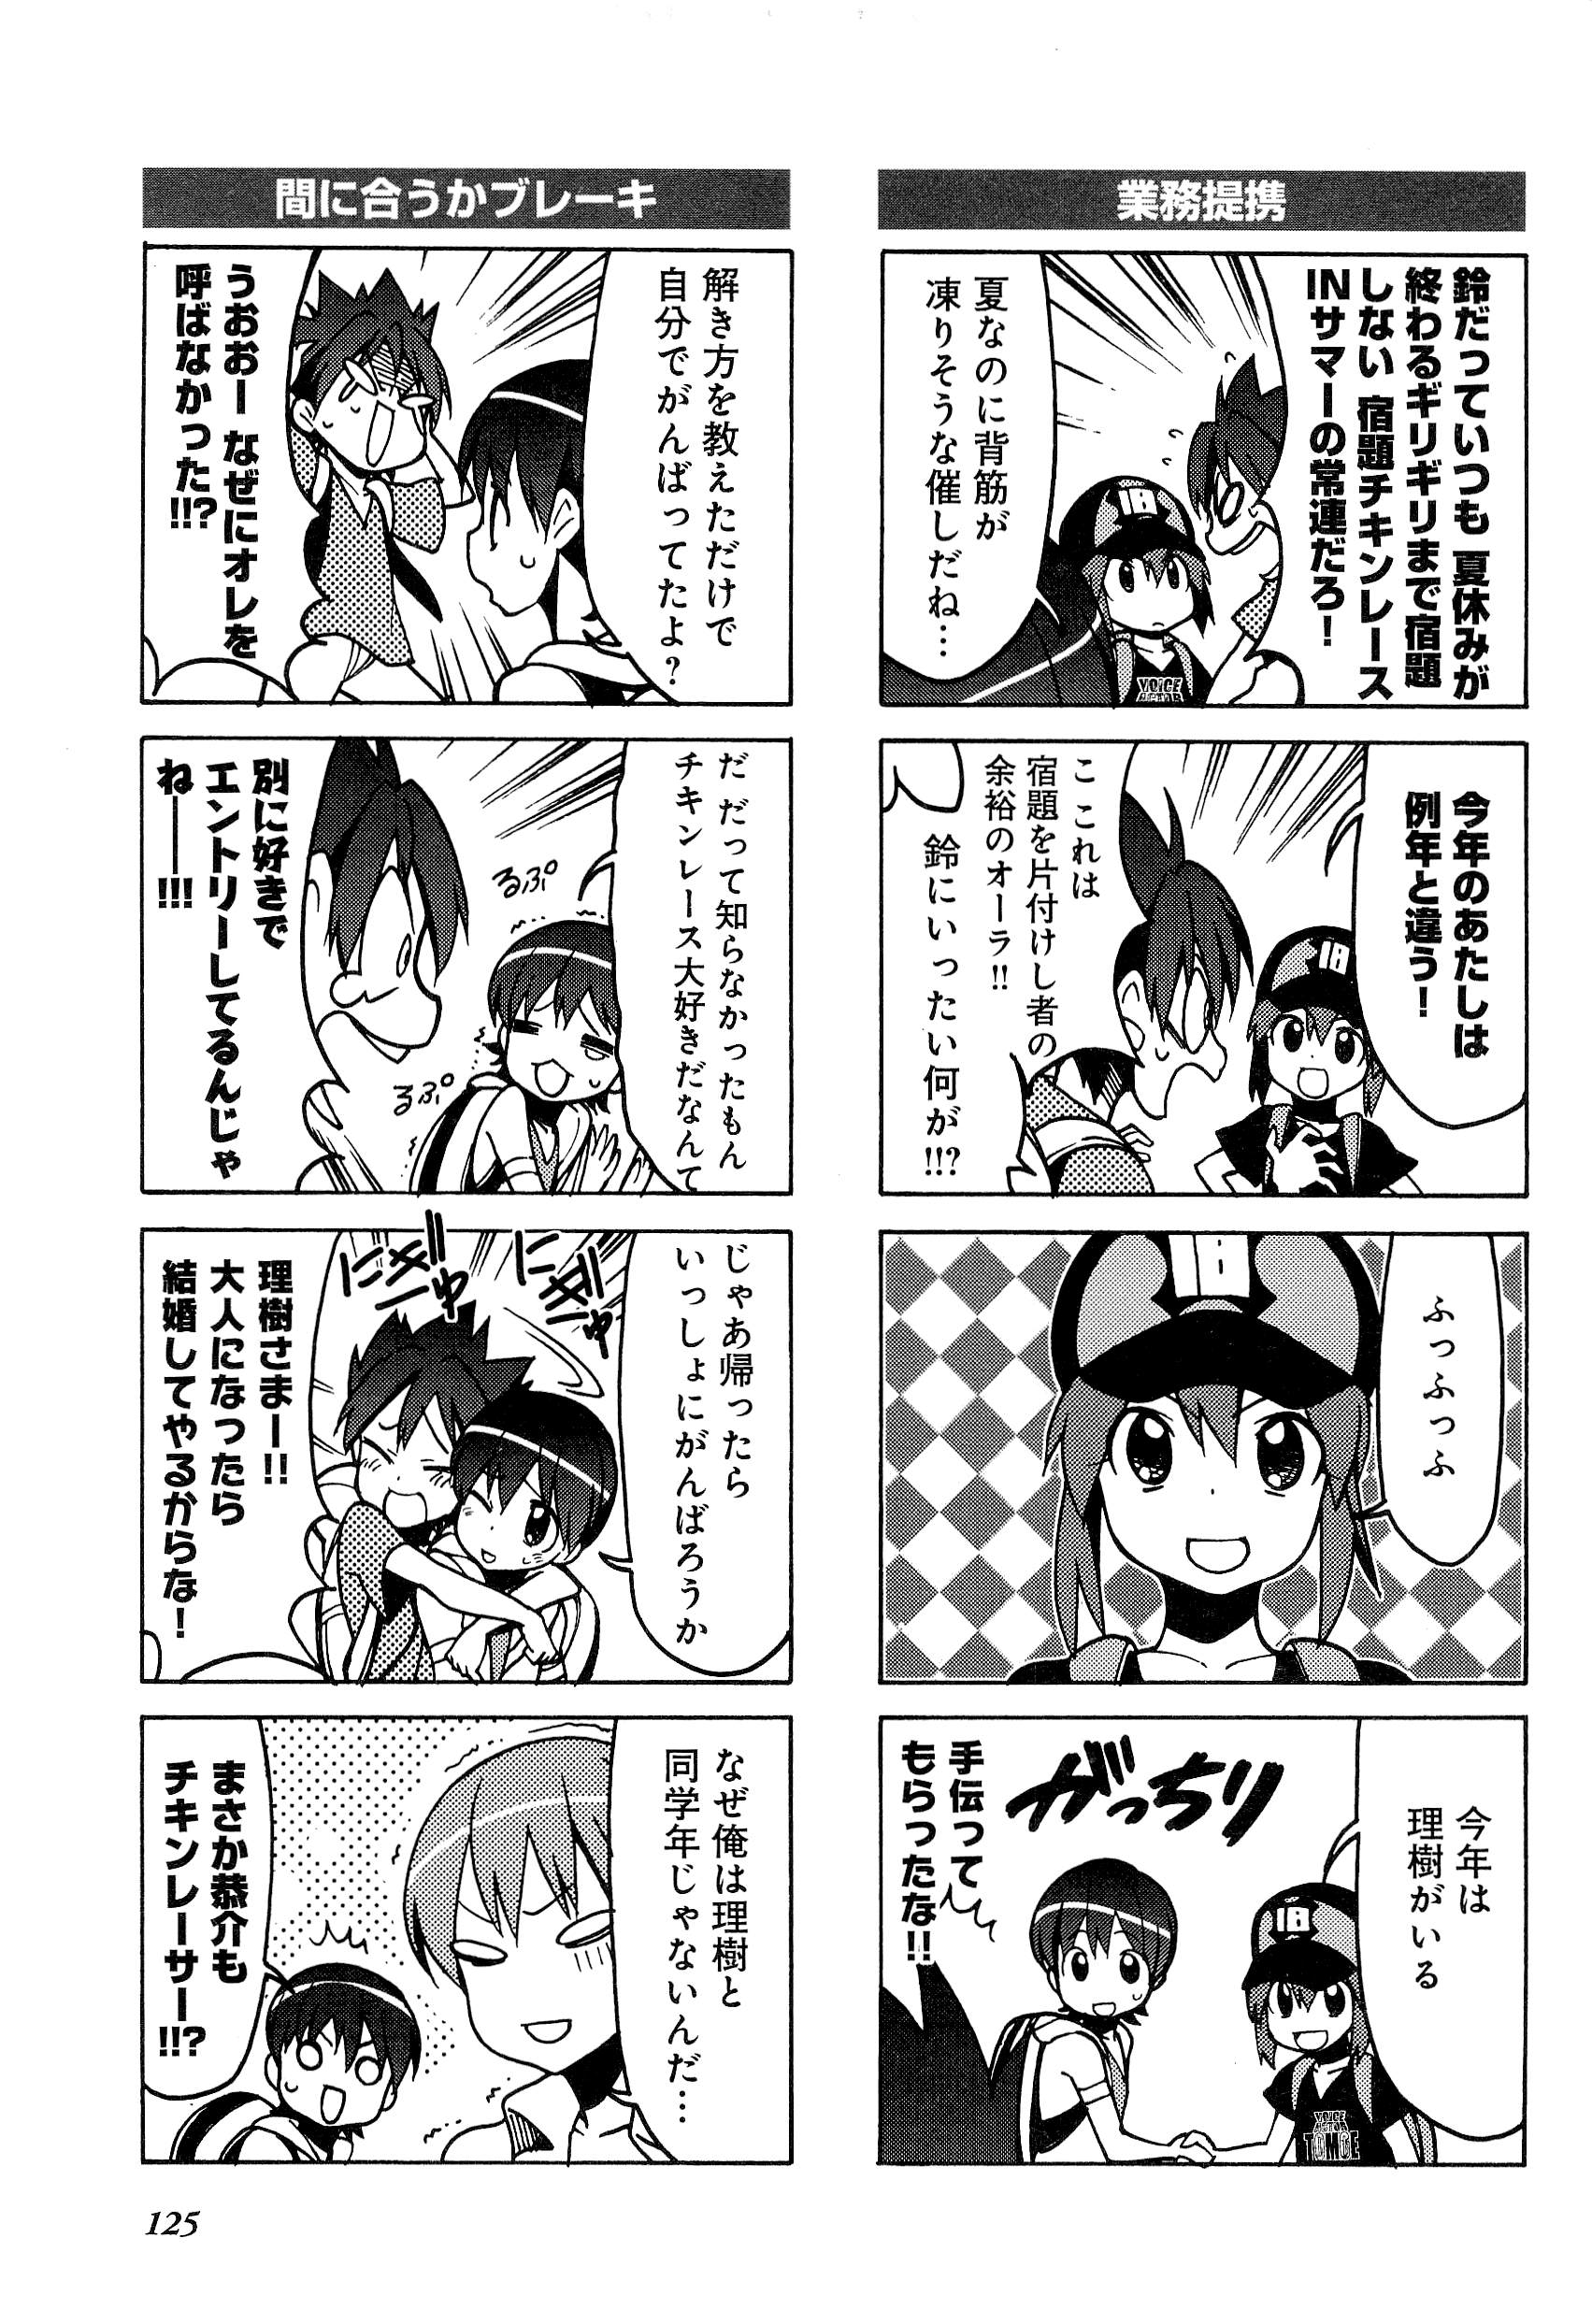 業務提携
鈴だっていつも 夏休みが
終わるギリギリまで宿題
しない 宿題チキンレース
INサマーの常連だろ！
夏なのに背筋が
凍りそうな催しだね…
VOICE
ACTOR
今年のあたしは
例年と違う！
こ これは
宿題を片付けし者の
余裕のオーラ!!
鈴にいったい何が!!?
ふっふっふ
今年は
理樹がいる
がっちり
手伝って
もらったな!!
VOICE
ACTOR
TOMOE
間に合うかブレーキ
解き方を教えただけで
自分でがんばってたよ？
うおおー なぜにオレを
呼ばなかった!!?
だ だって知らなかったもん
チキンレース大好きだなんて
るぷ°
るぷ°
別に好きで
エントリーしてるんじゃ
ね――!!!
じゃあ帰ったら
いっしょにがんばろうか
にぎゅ
にぎゅ
理樹さまー!!
大人になったら
結婚してやるからな！
なぜ俺は理樹と
同学年じゃないんだ…
まさか恭介も
チキンレーサー!!?
125